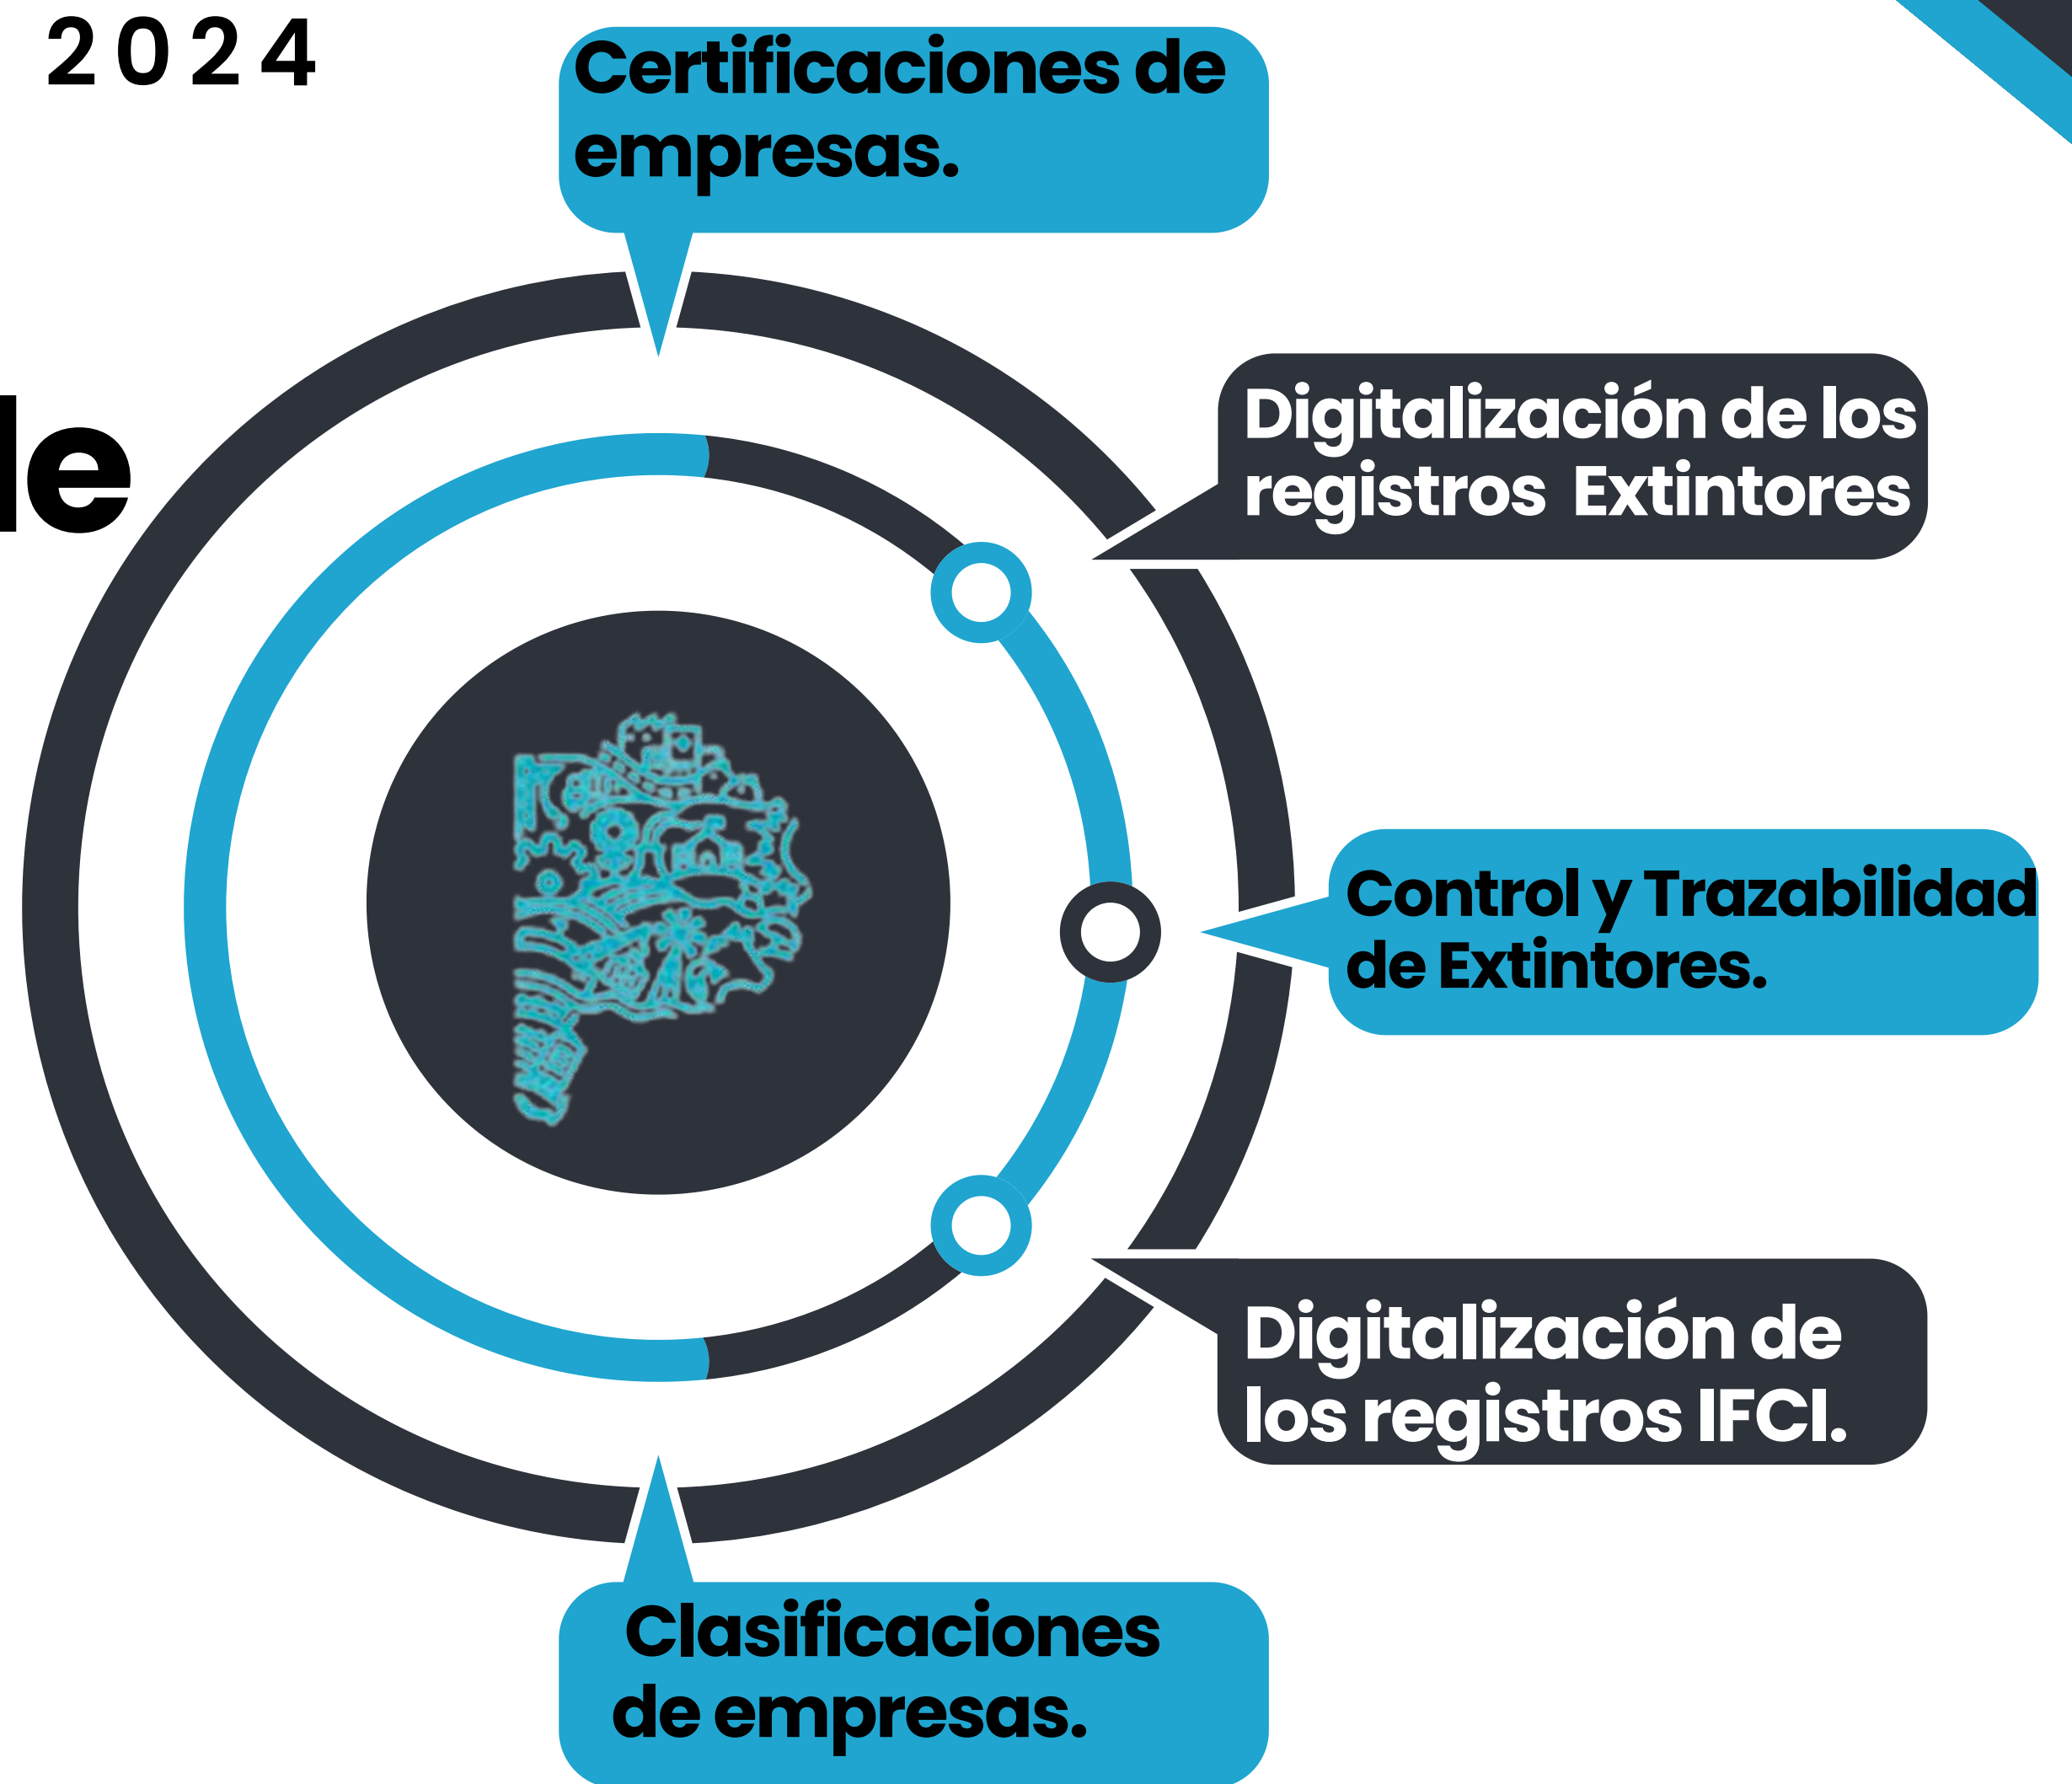 2024
Certificaciones de
empresas.
Digitalización de los
registros Extintores
Control y Trazabilidad
de Extintores.
Digitalización de
los registros IFCI.
Clasificaciones
de empresas.